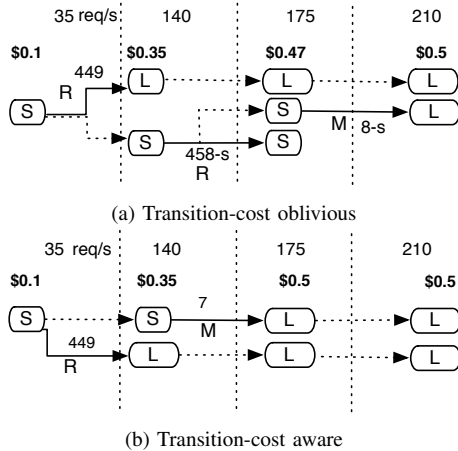 35 req/s 140 175 210
$0.1 $0.35 $0.47 $0.5
449
R L L L
S S
M 8-s L
S S
458-s
R
(a) Transition-cost oblivious
35 req/s 140 175 210
$0.1 $0.35 $0.5 $0.5
7
S S L L
M
449 L L L
R
(b) Transition-cost aware